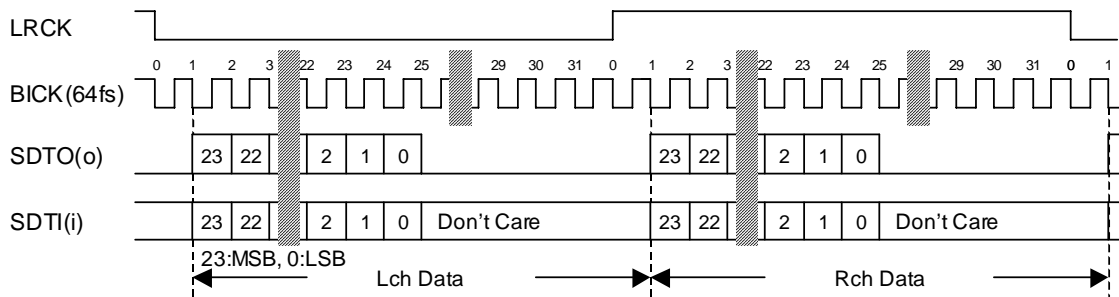 LRCK
0 1 2 3 22 23 24 25 29 30 31 0 1 2 3 22 23 24 25 29 30 31 0 1
BICK(64fs)
SDTO(o) 23 22 2 1 0 23 22 2 1 0
SDTI(i) 23 22 2 1 0 Don't Care 23 22 2 1 0 Don't Care
23:MSB, 0:LSB
Lch Data Rch Data